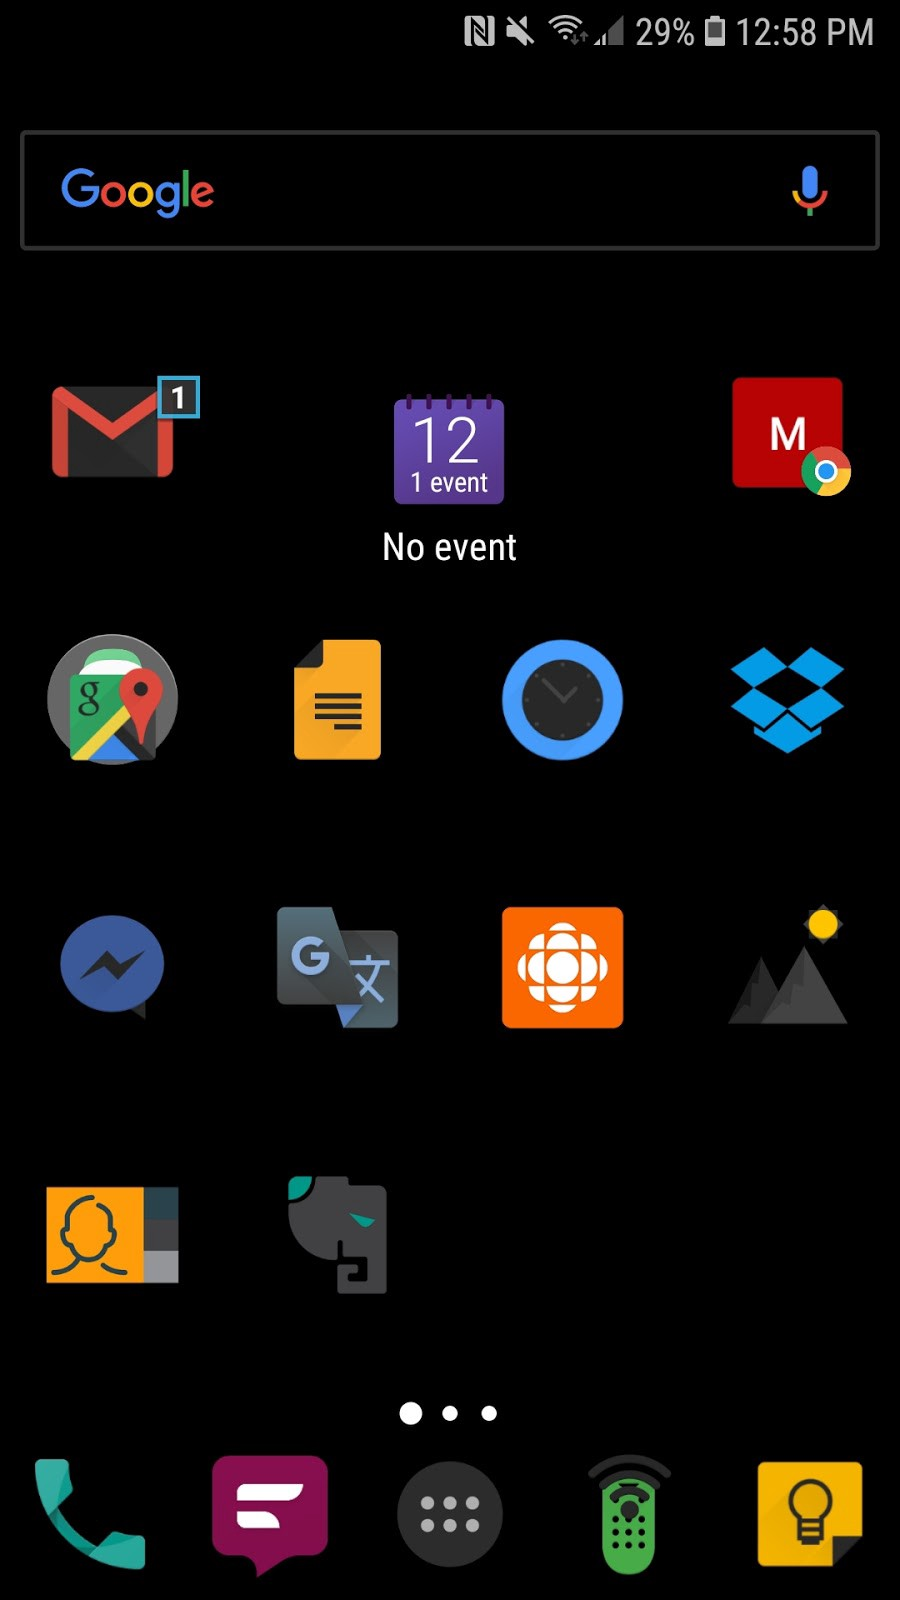 29% 12:58 PM
Google
1
12
1 event
M
No event
g
G 文